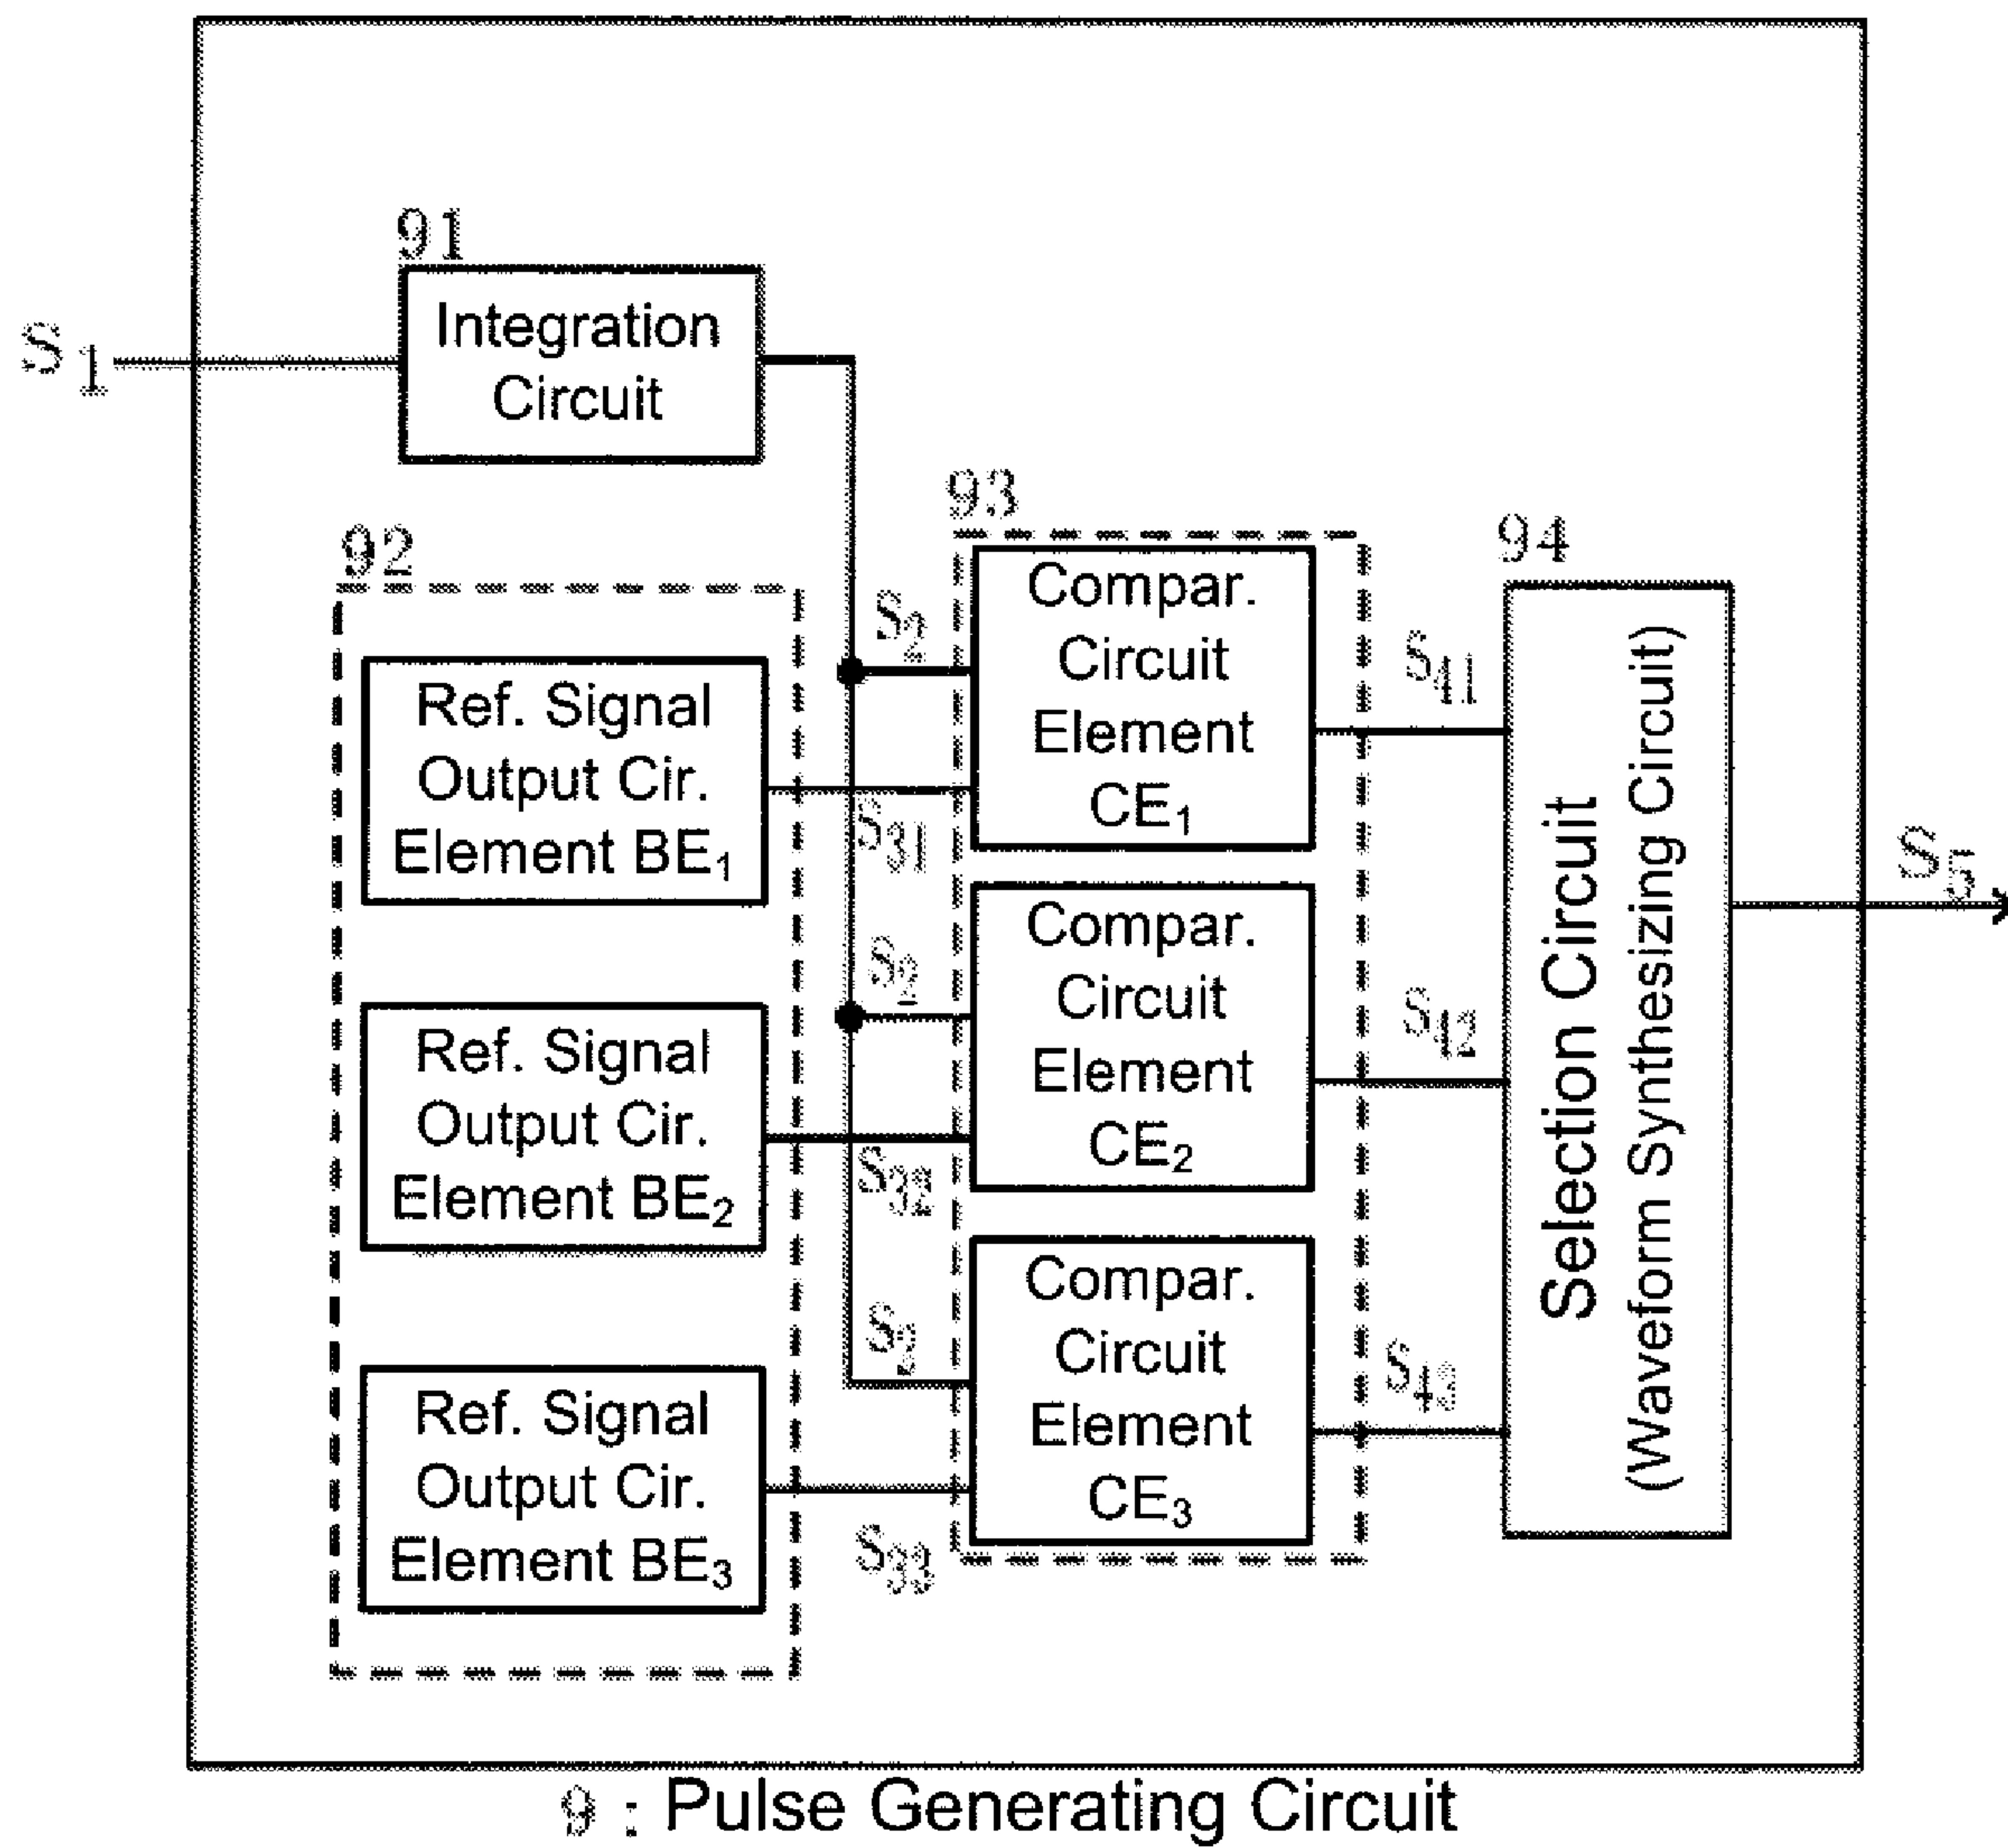 S1
91
Integration
Circuit
92
Ref. Signal
Output Cir.
Element BE1
Ref. Signal
Output Cir.
Element BE2
Ref. Signal
Output Cir.
Element BE3
S2
S31
S2
S32
S2
S33
93
Compar.
Circuit
Element
CE1
Compar.
Circuit
Element
CE2
Compar.
Circuit
Element
CE3
S41
S42
S43
94
Selection Circuit
(Waveform Synthesizing Circuit)
S5
9 : Pulse Generating Circuit